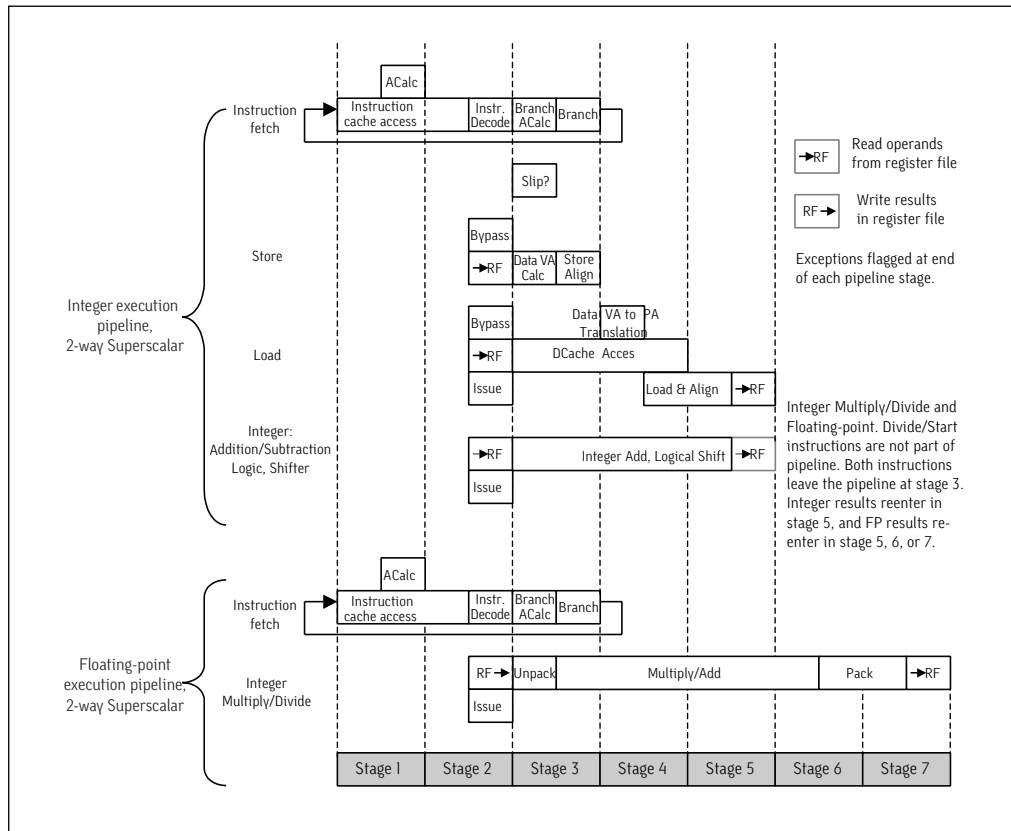 ACalc
Instruction
fetch
Instruction
cache access
Instr.
Decode
Branch
ACalc
Branch
Slip?
Store
Bypass
RF
Data VA
Calc
Store
Align
Integer execution
pipeline,
2-way Superscalar
Load
Bypass
RF
Issue
Data VA to PA
Translation
DCache Acces
Load & Align
RF
Integer:
Addition/Subtraction
Logic, Shifter
RF
Issue
Integer Add, Logical Shift
RF
RF
Read operands
from register file
RF
Write results
in register file
Exceptions flagged at end
of each pipeline stage.
Integer Multiply/Divide and
Floating-point. Divide/Start
instructions are not part of
pipeline. Both instructions
leave the pipeline at stage 3.
Integer results reenter in
stage 5, and FP results re-
enter in stage 5, 6, or 7.
ACalc
Instruction
fetch
Instruction
cache access
Instr.
Decode
Branch
ACalc
Branch
Floating-point
execution pipeline,
2-way Superscalar
Integer
Multiply/Divide
RF
Issue
Unpack
Multiply/Add
Pack
RF
Stage 1
Stage 2
Stage 3
Stage 4
Stage 5
Stage 6
Stage 7